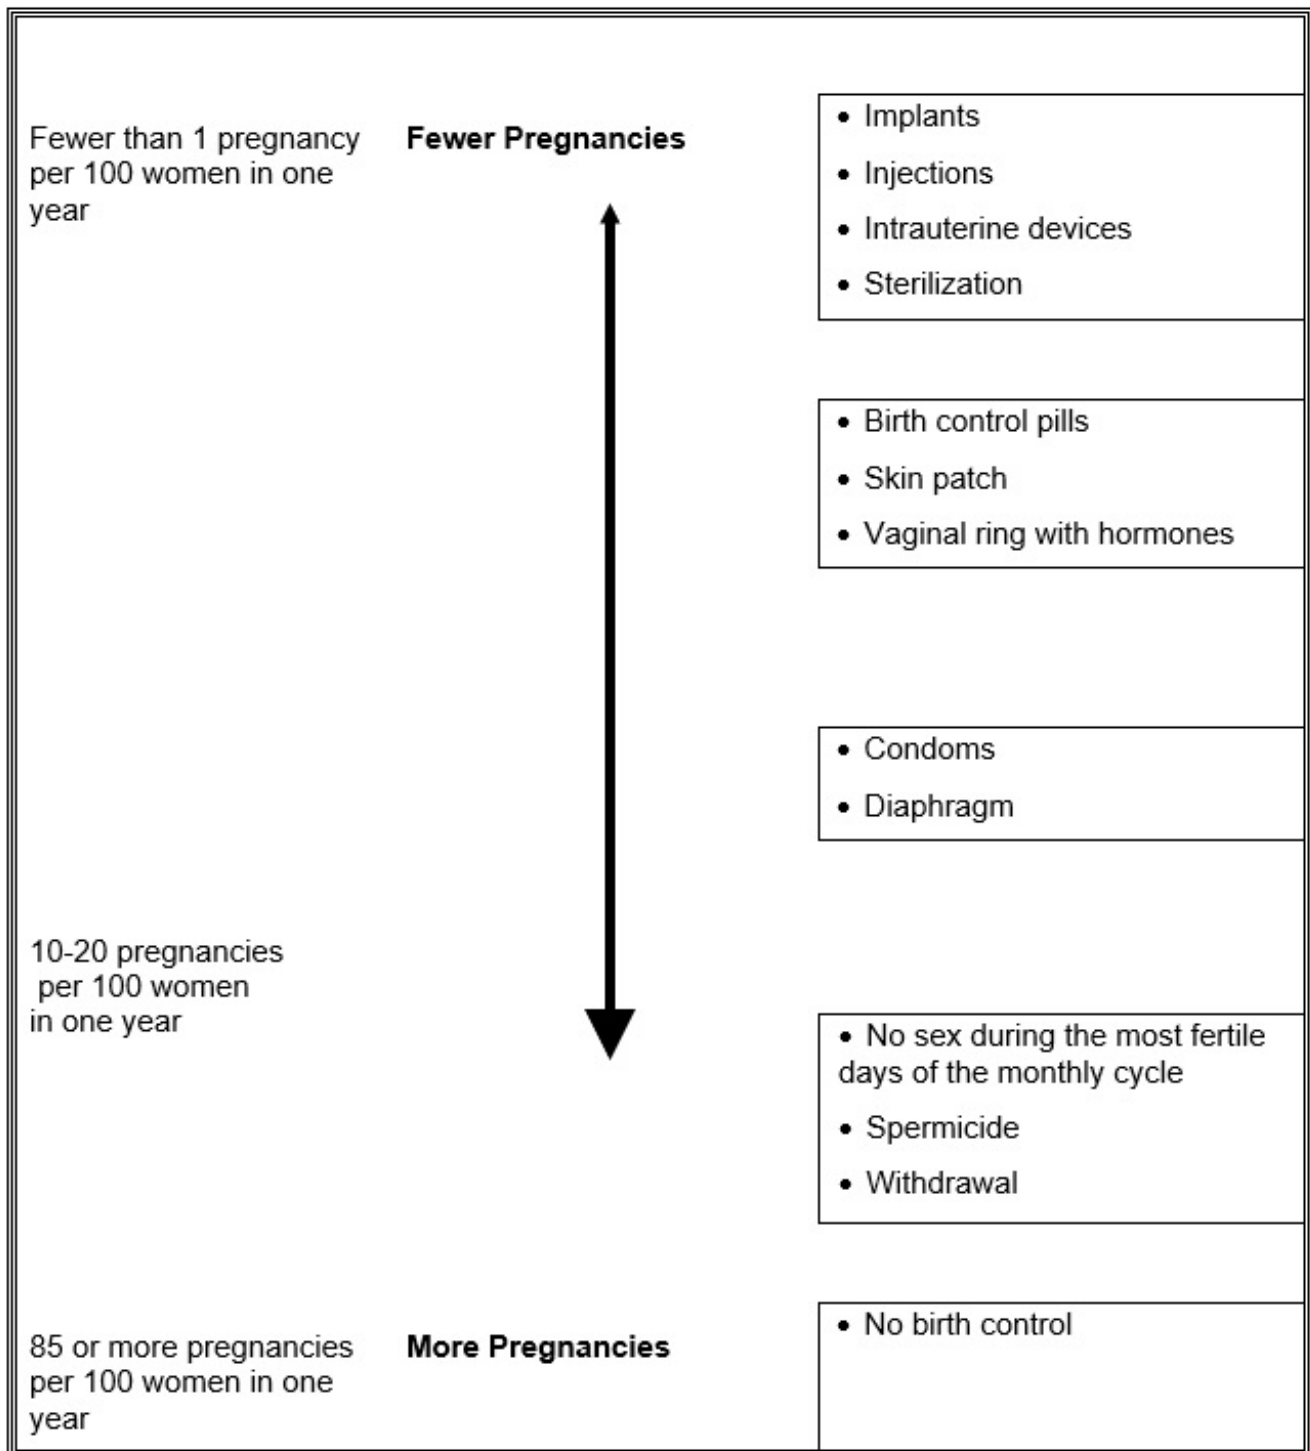 Fewer than 1 pregnancy
per 100 women in one
year
Fewer Pregnancies
• Implants
• Injections
• Intrauterine devices
• Sterilization
• Birth control pills
• Skin patch
• Vaginal ring with hormones
• Condoms
• Diaphragm
10-20 pregnancies
per 100 women
in one year
• No sex during the most fertile
days of the monthly cycle
• Spermicide
• Withdrawal
85 or more pregnancies
per 100 women in one
year
More Pregnancies
• No birth control